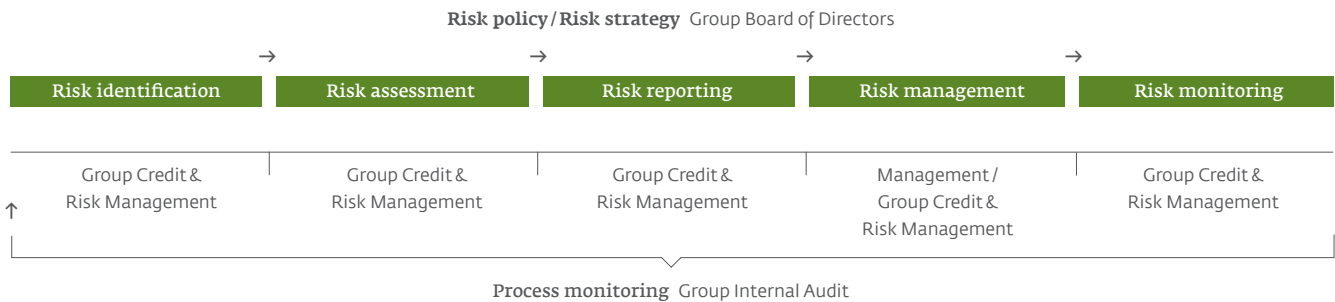 Risk policy / Risk strategy Group Board of Directors
→ → → →
Risk identification Risk assessment Risk reporting Risk management Risk monitoring
Group Credit & Group Credit & Group Credit & Management / Group Credit &
Risk Management Risk Management Risk Management Group Credit & Risk Management
Risk Management
↑
Process monitoring Group Internal Audit